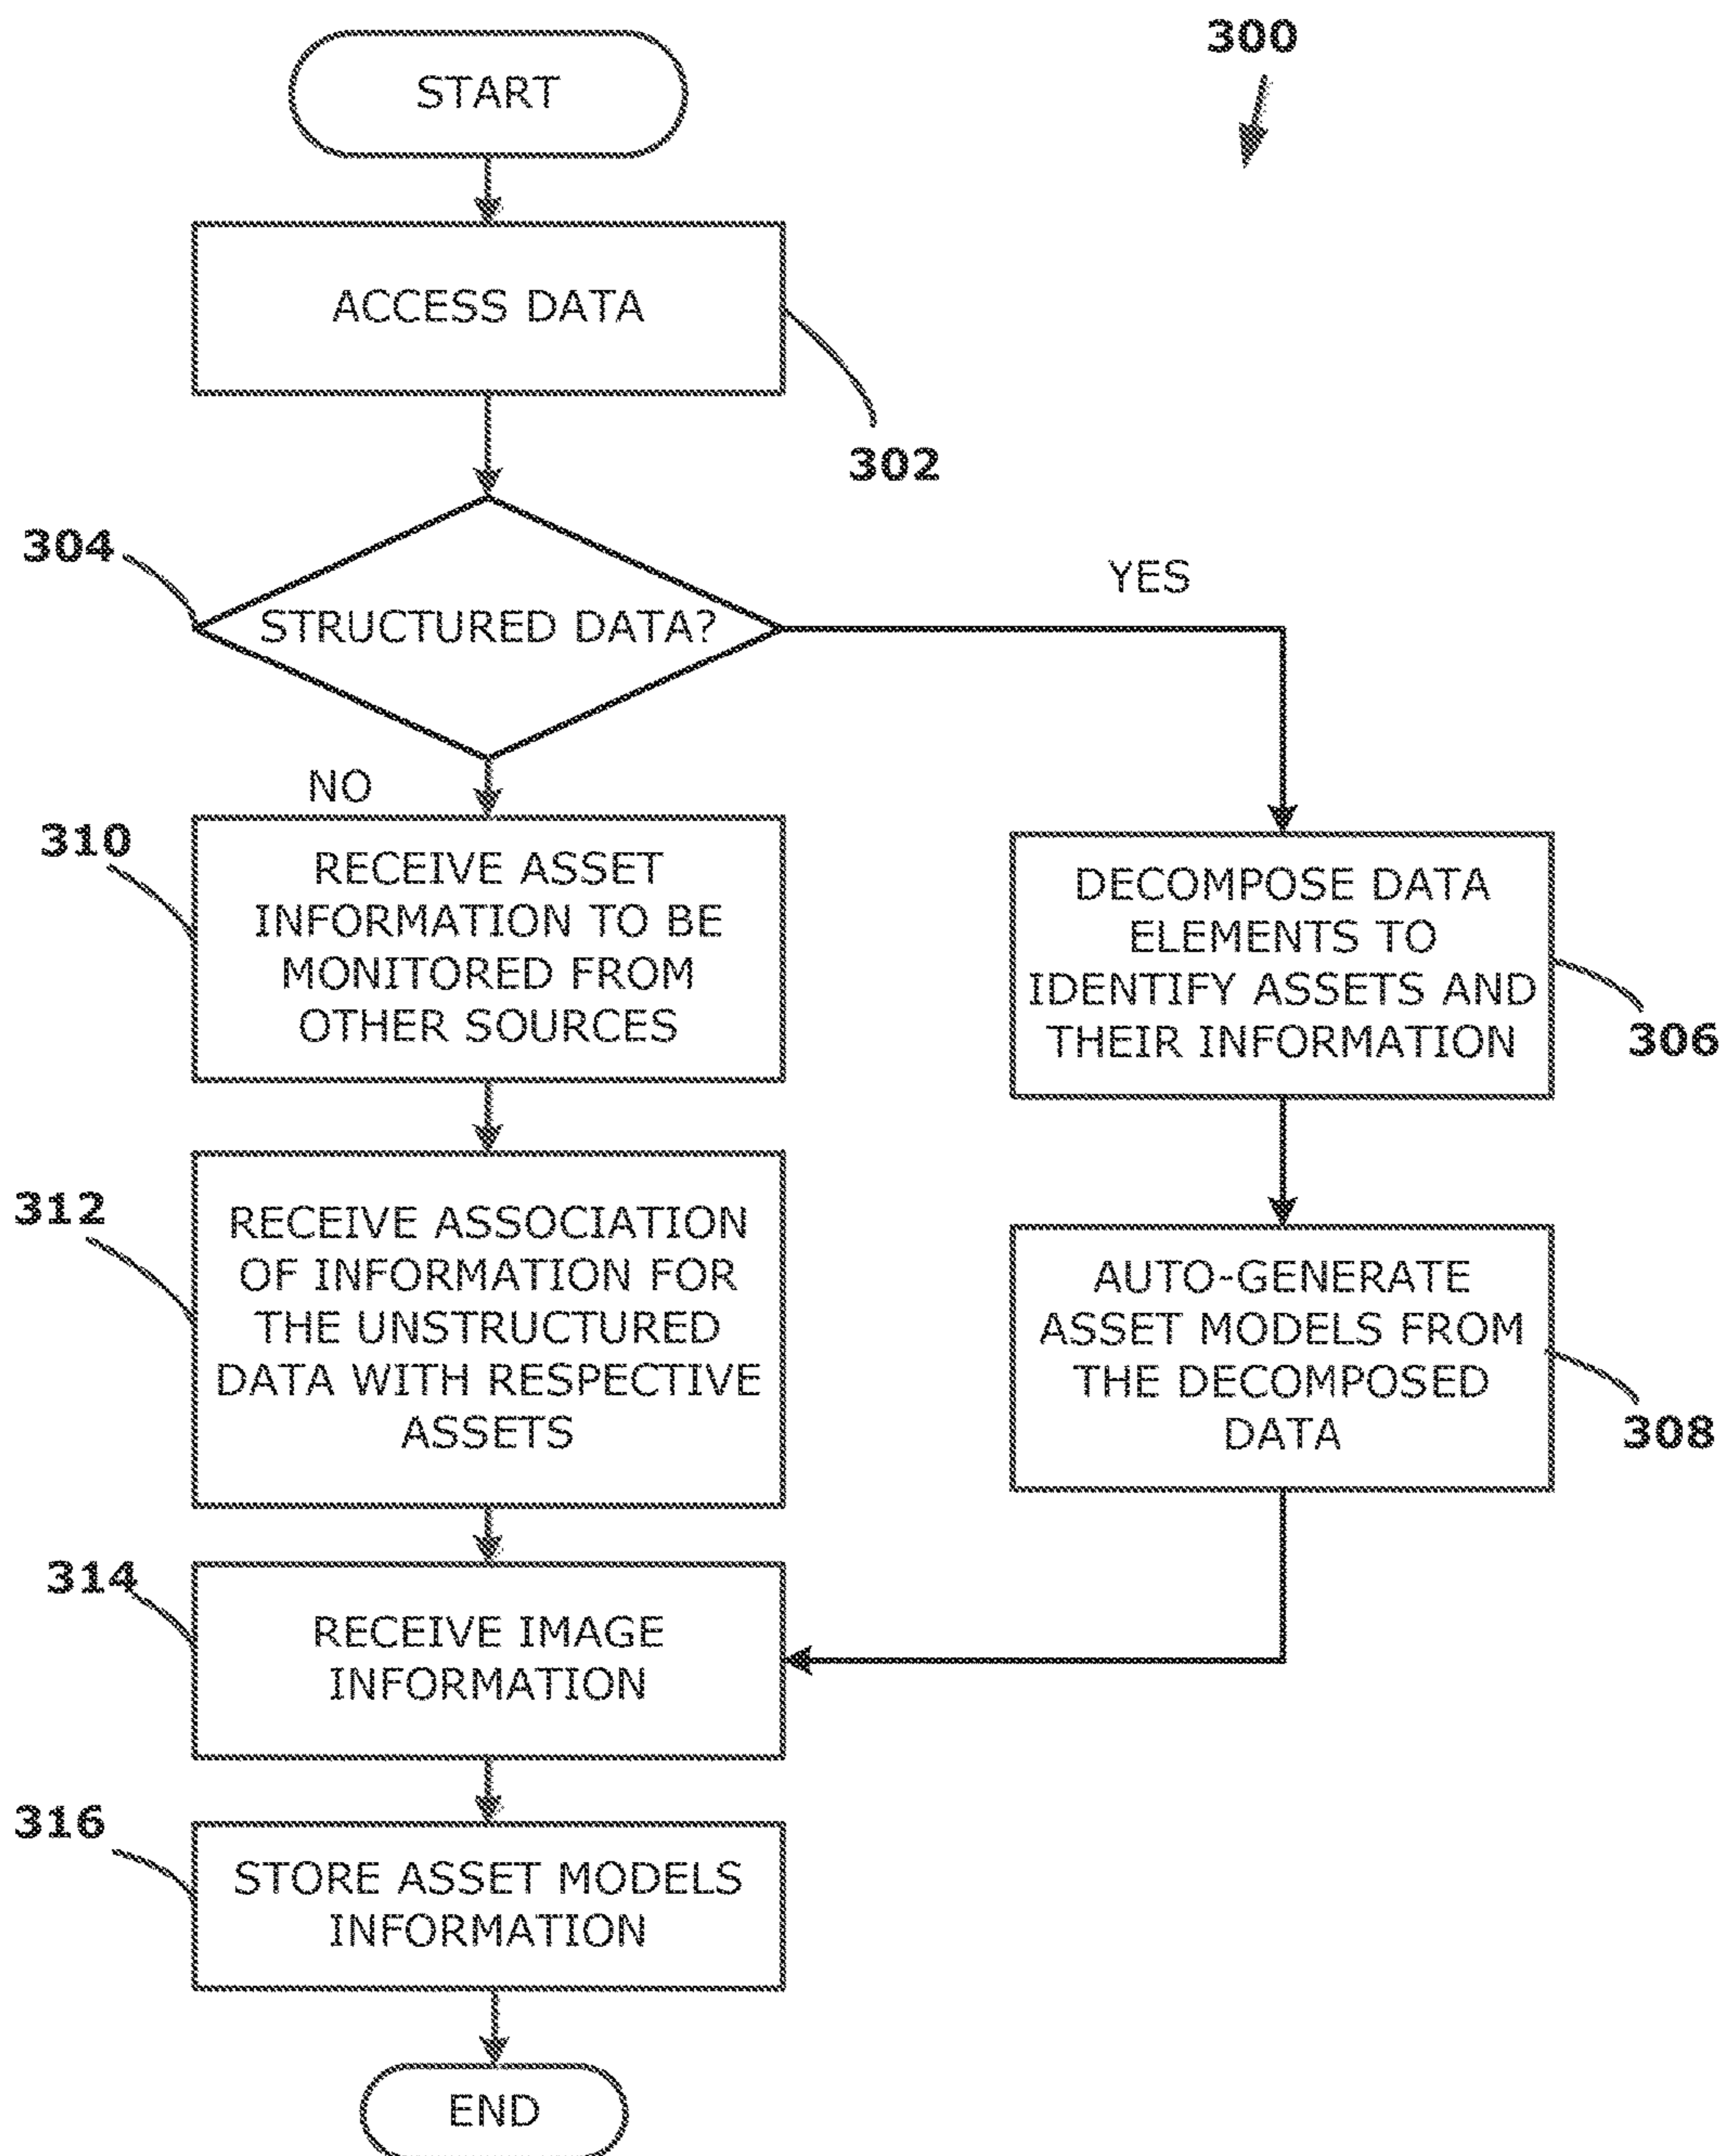 300
START
ACCESS DATA
302
304
STRUCTURED DATA?
YES
NO
310
RECEIVE ASSET
INFORMATION TO BE
MONITORED FROM
OTHER SOURCES
DECOMPOSE DATA
ELEMENTS TO
IDENTIFY ASSETS AND
THEIR INFORMATION
306
312
RECEIVE ASSOCIATION
OF INFORMATION FOR
THE UNSTRUCTURED
DATA WITH RESPECTIVE
ASSETS
AUTO-GENERATE
ASSET MODELS FROM
THE DECOMPOSED
DATA
308
314
RECEIVE IMAGE
INFORMATION
316
STORE ASSET MODELS
INFORMATION
END